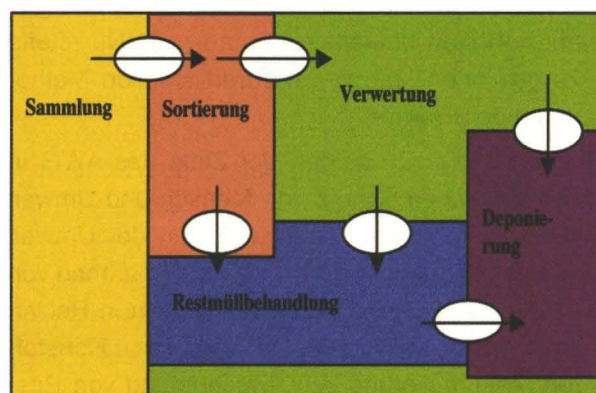 Sammlung
Sortierung
Verwertung
Deponie-
rung
Restmüllbehandlung